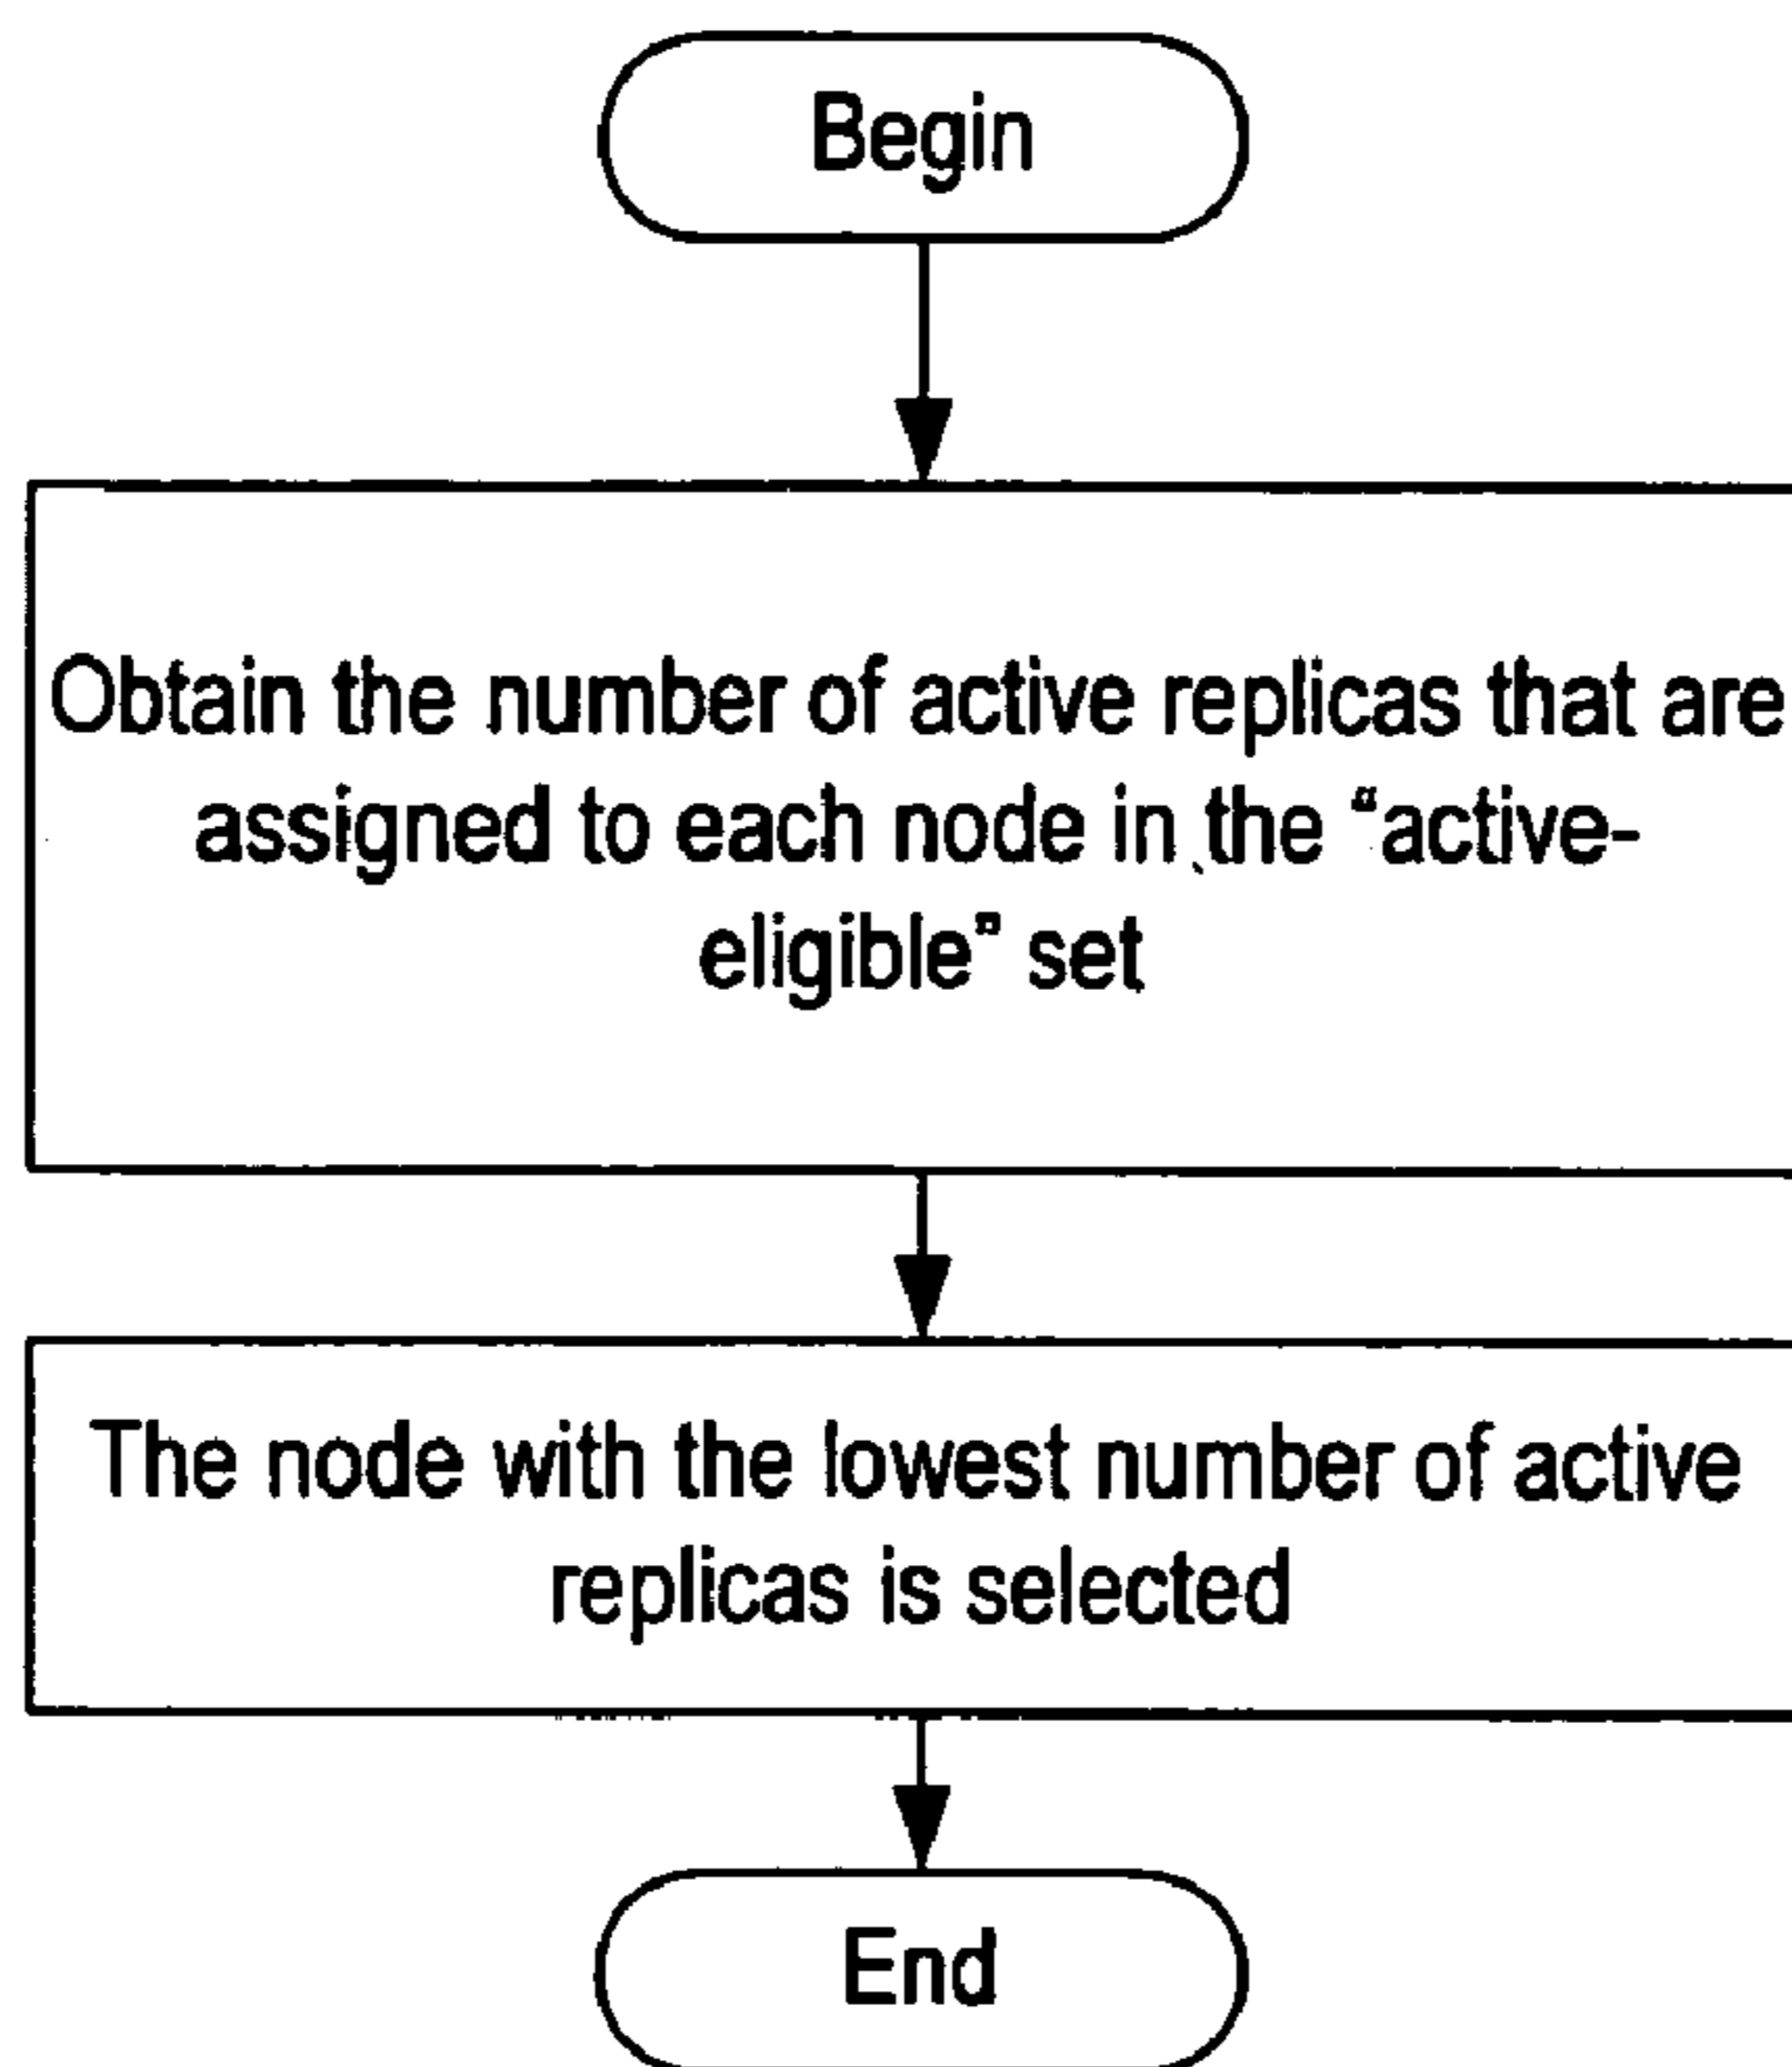 Begin
Obtain the number of active replicas that are
assigned to each node in the “active-
eligible” set
The node with the lowest number of active
replicas is selected
End